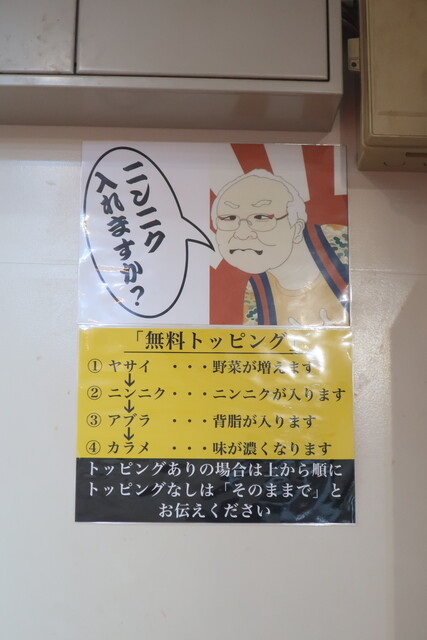 ニンニク
入れますか?
「無料トッピング」
① ヤサイ ・・・野菜が増えます
↓
② ニンニク・・・ニンニクが入ります
↓
③ アブラ ・・・背脂が入ります
↓
④ カラメ ・・・味が濃くなります
トッピングありの場合は上から順に
トッピングなしは「そのままで」と
お伝えください